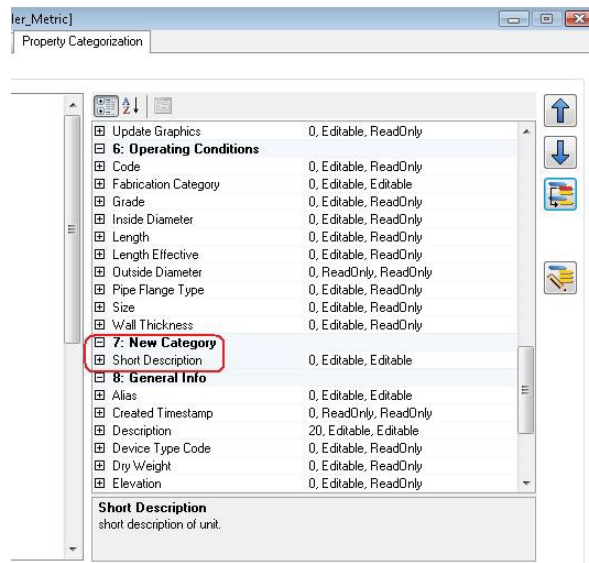 ler_Metric]
Property Categorization
Update Graphics 0, Editable, ReadOnly
6: Operating Conditions
Code 0, Editable, ReadOnly
Fabrication Category 0, Editable, Editable
Grade 0, Editable, ReadOnly
Inside Diameter 0, Editable, ReadOnly
Length 0, Editable, ReadOnly
Length Effective 0, Editable, ReadOnly
Outside Diameter 0, ReadOnly, ReadOnly
Pipe Flange Type 0, Editable, ReadOnly
Size 0, Editable, ReadOnly
Wall Thickness 0, Editable, ReadOnly
7: New Category
Short Description 0, Editable, Editable
8: General Info
Alias 0, Editable, Editable
Created Timestamp 0, ReadOnly, ReadOnly
Description 20, Editable, Editable
Device Type Code 0, Editable, ReadOnly
Dry Weight 0, Editable, ReadOnly
Elevation 0, Editable, ReadOnly
Short Description
short description of unit.